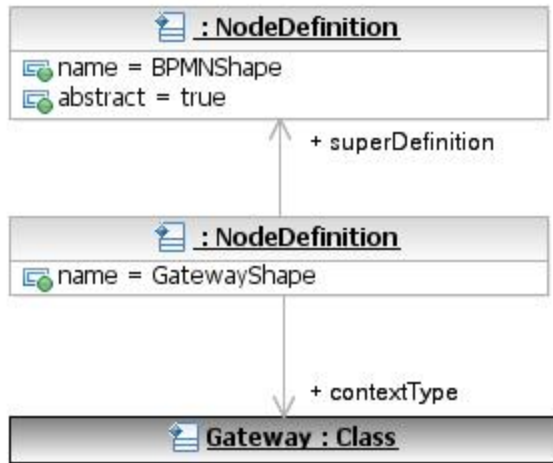 : NodeDefinition
name = BPMNShape
abstract = true
+ superDefinition
: NodeDefinition
name = GatewayShape
+ contextType
Gateway : Class